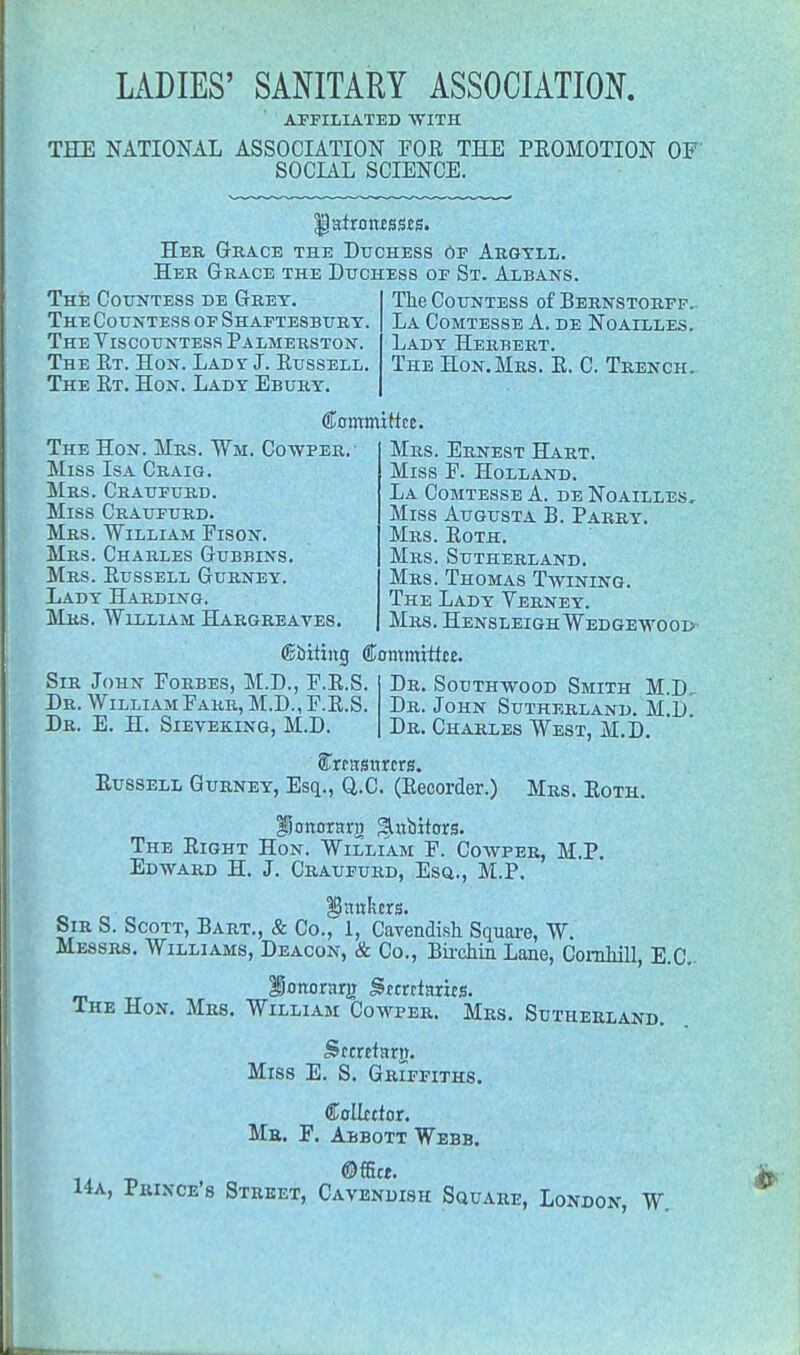 LADIES' SANITARY ASSOCIATION.
AFFILIATED WITH
THE NATIONAL ASSOCIATION FOR THE PROMOTION OF
SOCIAL SCIENCE.
Patronesses.
HER GRACE THE DUCHESS OF ARGYLL.
HER GRACE THE DUCHESS OF ST. ALBANS.
THE COUNTESS DE GREY.
THE COUNTESS OF SHAFTESBURY.
THE VISCOUNTESS PALMERSTON.
THE RT. HON. LADY J. RUSSELL.
THE RT. HON. LADY EBURY.
The COUNTESS of BERNSTORFF.
LA COMTESSE A. DE NOAILLES.
LADY HERBERT.
THE HON. MRS. R. C. TRENCH.
Committee.
THE HON. MRS. WM. COWPER.
MISS ISA CRAIG.
MRS. CRAUFURD.
MISS CRAUFURD.
MRS. WILLIAM FISON.
MRS. CHARLES GUBBINS.
MRS. RUSSELL GURNEY.
LADY HARDING.
MRS. WILLIAM HARGREAVES.
MRS. ERNEST HART.
MISS F. HOLLAND.
LA COMTESSE A. DE NOAILLES.
MISS AUGUSTA B. PARRY.
MRS. ROTH.
MRS. SUTHERLAND.
MRS. THOMAS TWINING.
THE LADY VERNEY.
MRS. HENSLEIGH WEDGEWOOD
Editing Committee.
SIR JOHN FORBES, M.D., F.R.S.
DR. WILLIAM FARR, M.D., F.R.S.
DR. E. H. SIEVEKING, M.D.
DR. SOUTHWOOD SMITH M.D.
DR. JOHN SUTHERLAND. M.D.
DR. CHARLES WEST, M.D.
Treasurers.
RUSSELL GURNEY, Esq., Q.C. (Recorder.) MRS. ROTH.
Honorary Auditors.
THE RIGHT HON. WILLIAM F. COWPER, M.P.
EDWARD H. J. CRAUFURD, ESQ., M.P.
Bankers.
SIR S. SCOTT, BART., & Co., 1, Cavendish Square, W.
MESSRS. WILLIAMS, DEACON, & Co., Birchin Lane, Cornhill, E.C.
Honorary Secretaries.
THE HON. MRS. WILLIAM COWPER. MRS. SUTHERLAND.
Secretary.
MISS E. S. GRIFFITHS.
Collector.
MR. F. ABBOTT WEBB.
Office.
14A, PRINCE'S STREET, CAVENDISH SQUARE, LONDON, W.